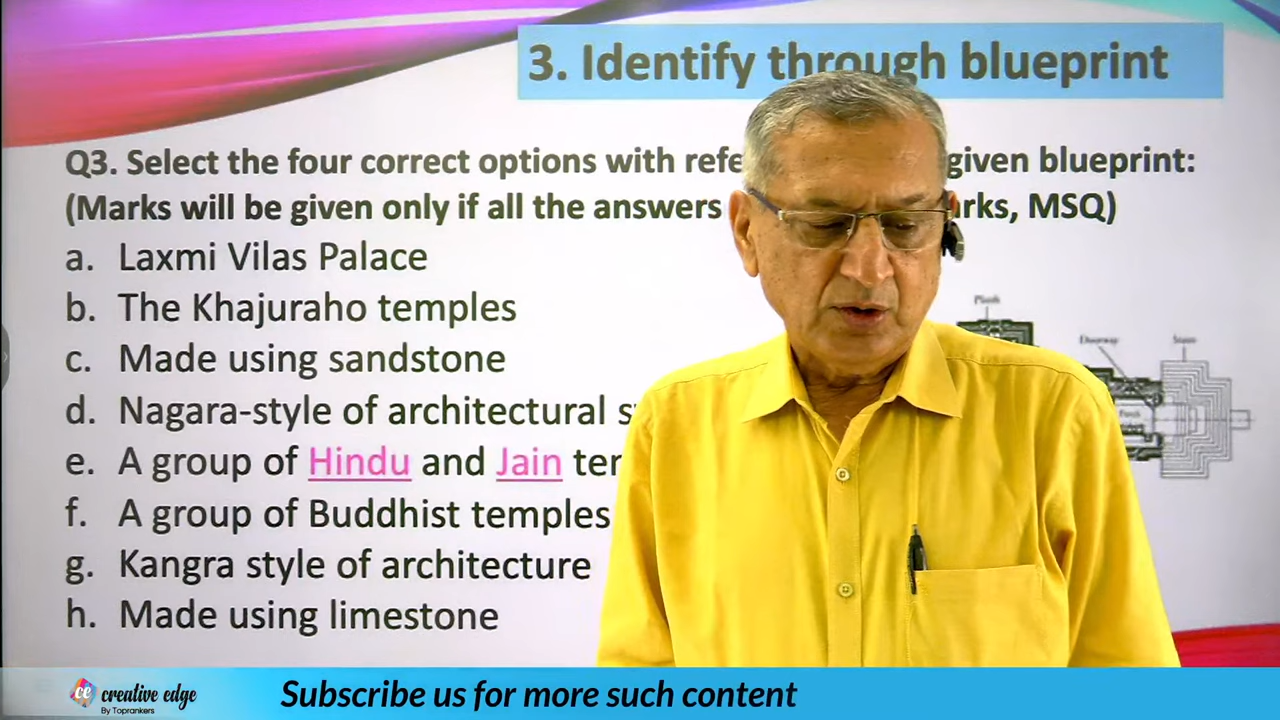 3. Identify through blueprint
Q3. Select the four correct options with given blueprint:
(Marks will be given only if all the answers MSQ)
a. Laxmi Vilas Palace
b. The Khajuraho temples
c. Made using sandstone
d. Nagara-style of architectural
e. A group of Hindu and Jain
f. A group of Buddhist temples
g. Kangra style of architecture
h. Made using limestone
Plinth
Doorway
Stairs
Porch
ce creative edge
By Toprankers
Subscribe us for more such content